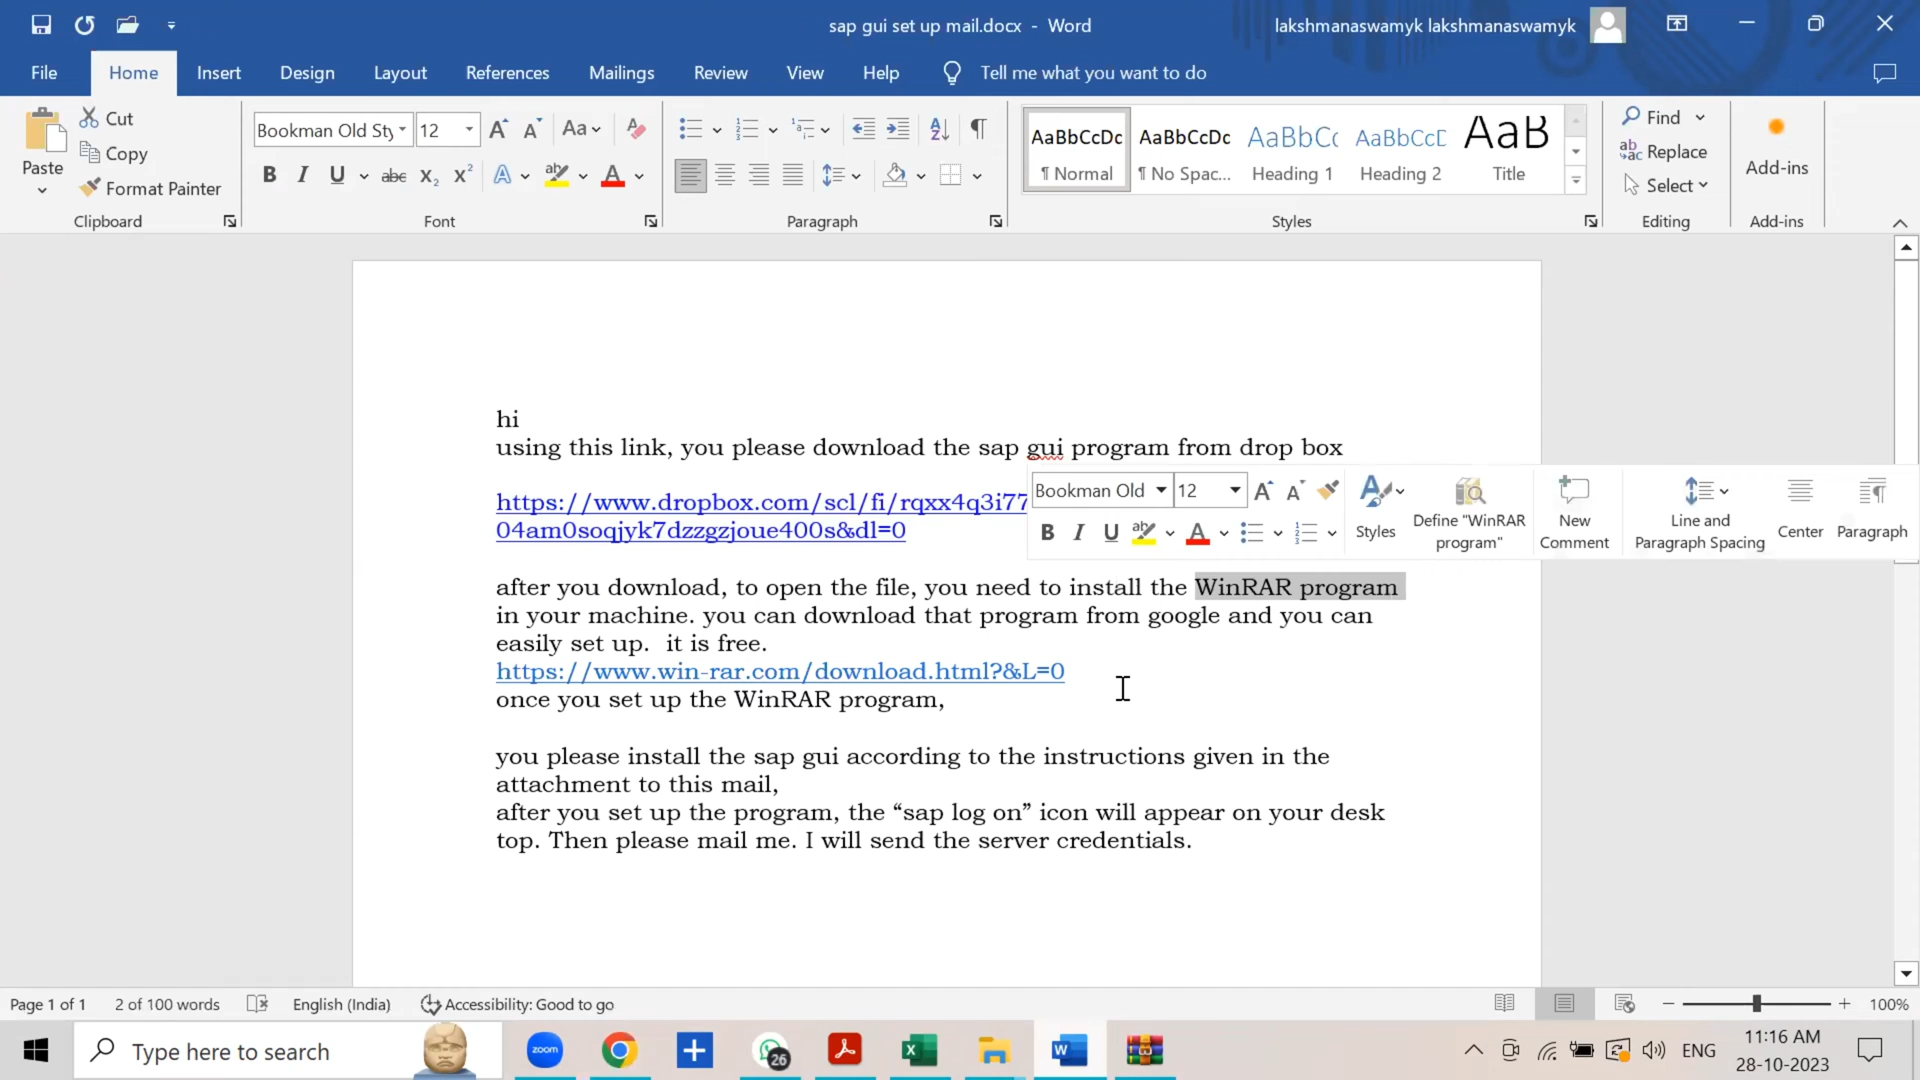 sap gui set up mail.docx - Word
lakshmanaswamyk lakshmanaswamyk
File Home Insert Design Layout References Mailings Review View Help Tell me what you want to do
Paste
Cut
Copy
Format Painter
Clipboard
Bookman Old Sty 12
Font
Paragraph
AaBbCcDc AaBbCcDc AaBbCc AaBbCcD AaB
¶ Normal ¶ No Spac... Heading 1 Heading 2 Title
Styles
Find
Replace
Select
Editing
Add-ins
Add-ins
hi
using this link, you please download the sap gui program from drop box
https://www.dropbox.com/scl/fi/rqxx4q3i77
04am0soqjyk7dzzgzjoue400s&dl=0
Bookman Old 12
Styles
Define "WinRAR program"
New Comment
Line and Paragraph Spacing
Center
Paragraph
after you download, to open the file, you need to install the WinRAR program
in your machine. you can download that program from google and you can
easily set up.  it is free.
https://www.win-rar.com/download.html?&L=0
once you set up the WinRAR program,
you please install the sap gui according to the instructions given in the
attachment to this mail,
after you set up the program, the “sap log on” icon will appear on your desk
top. Then please mail me. I will send the server credentials.
Page 1 of 1 2 of 100 words English (India) Accessibility: Good to go 100%
Type here to search
zoom
26
ENG
11:16 AM
28-10-2023